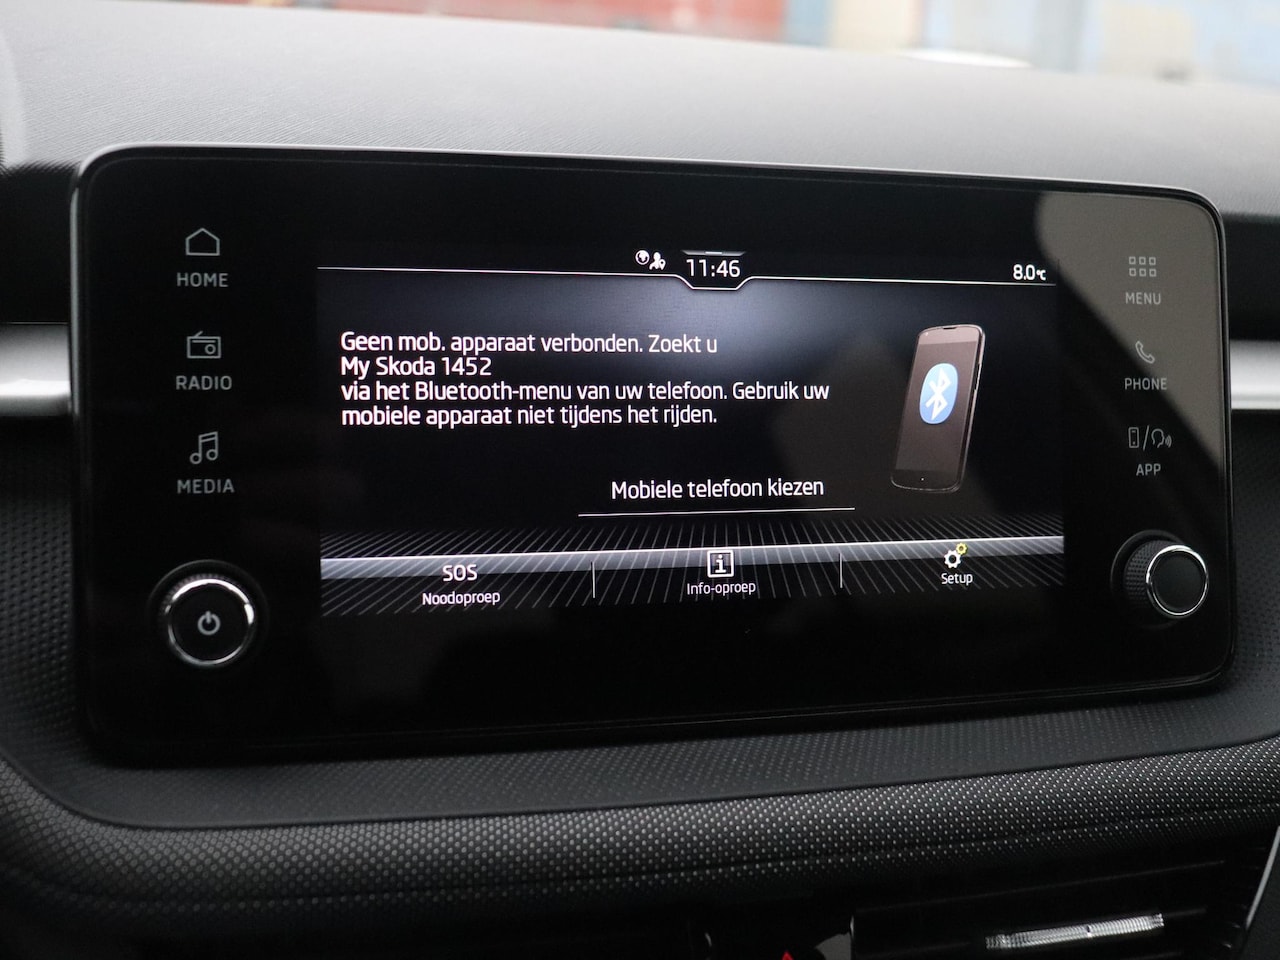 HOME
RADIO
MEDIA
11:46
8.0°C
Geen mob. apparaat verbonden. Zoekt u
My Skoda 1452
via het Bluetooth-menu van uw telefoon. Gebruik uw
mobiele apparaat niet tijdens het rijden.
Mobiele telefoon kiezen
SOS
Noodoproep
Info-oproep
Setup
MENU
PHONE
APP